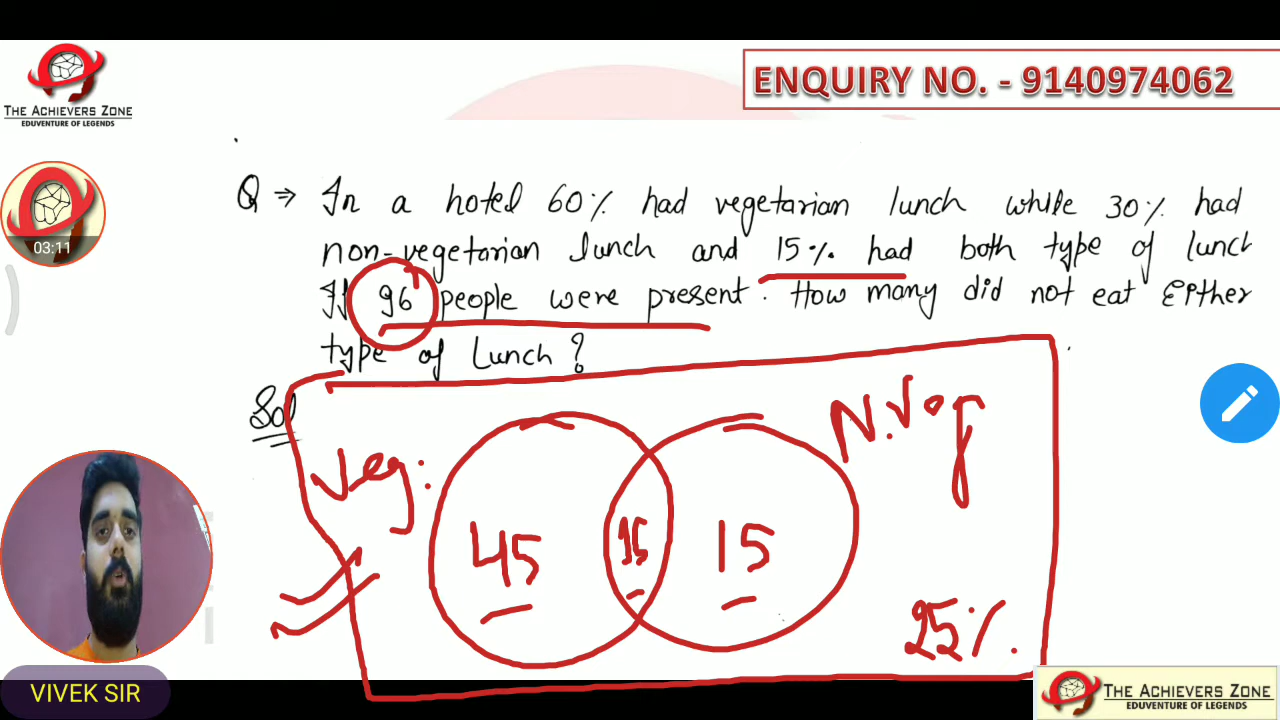 THE ACHIEVERS ZONE
EDUVENTURE OF LEGENDS
ENQUIRY NO. - 9140974062
03:11
Q ⇒ In a hotel 60% had vegetarian lunch while 30% had
non-vegetarian lunch and 15% had both type of lunch
If 96 people were present. How many did not eat Either
type of Lunch?
Sol
Veg:
N.Veg
45
15
15
25%.
VIVEK SIR
THE ACHIEVERS ZONE
EDUVENTURE OF LEGENDS